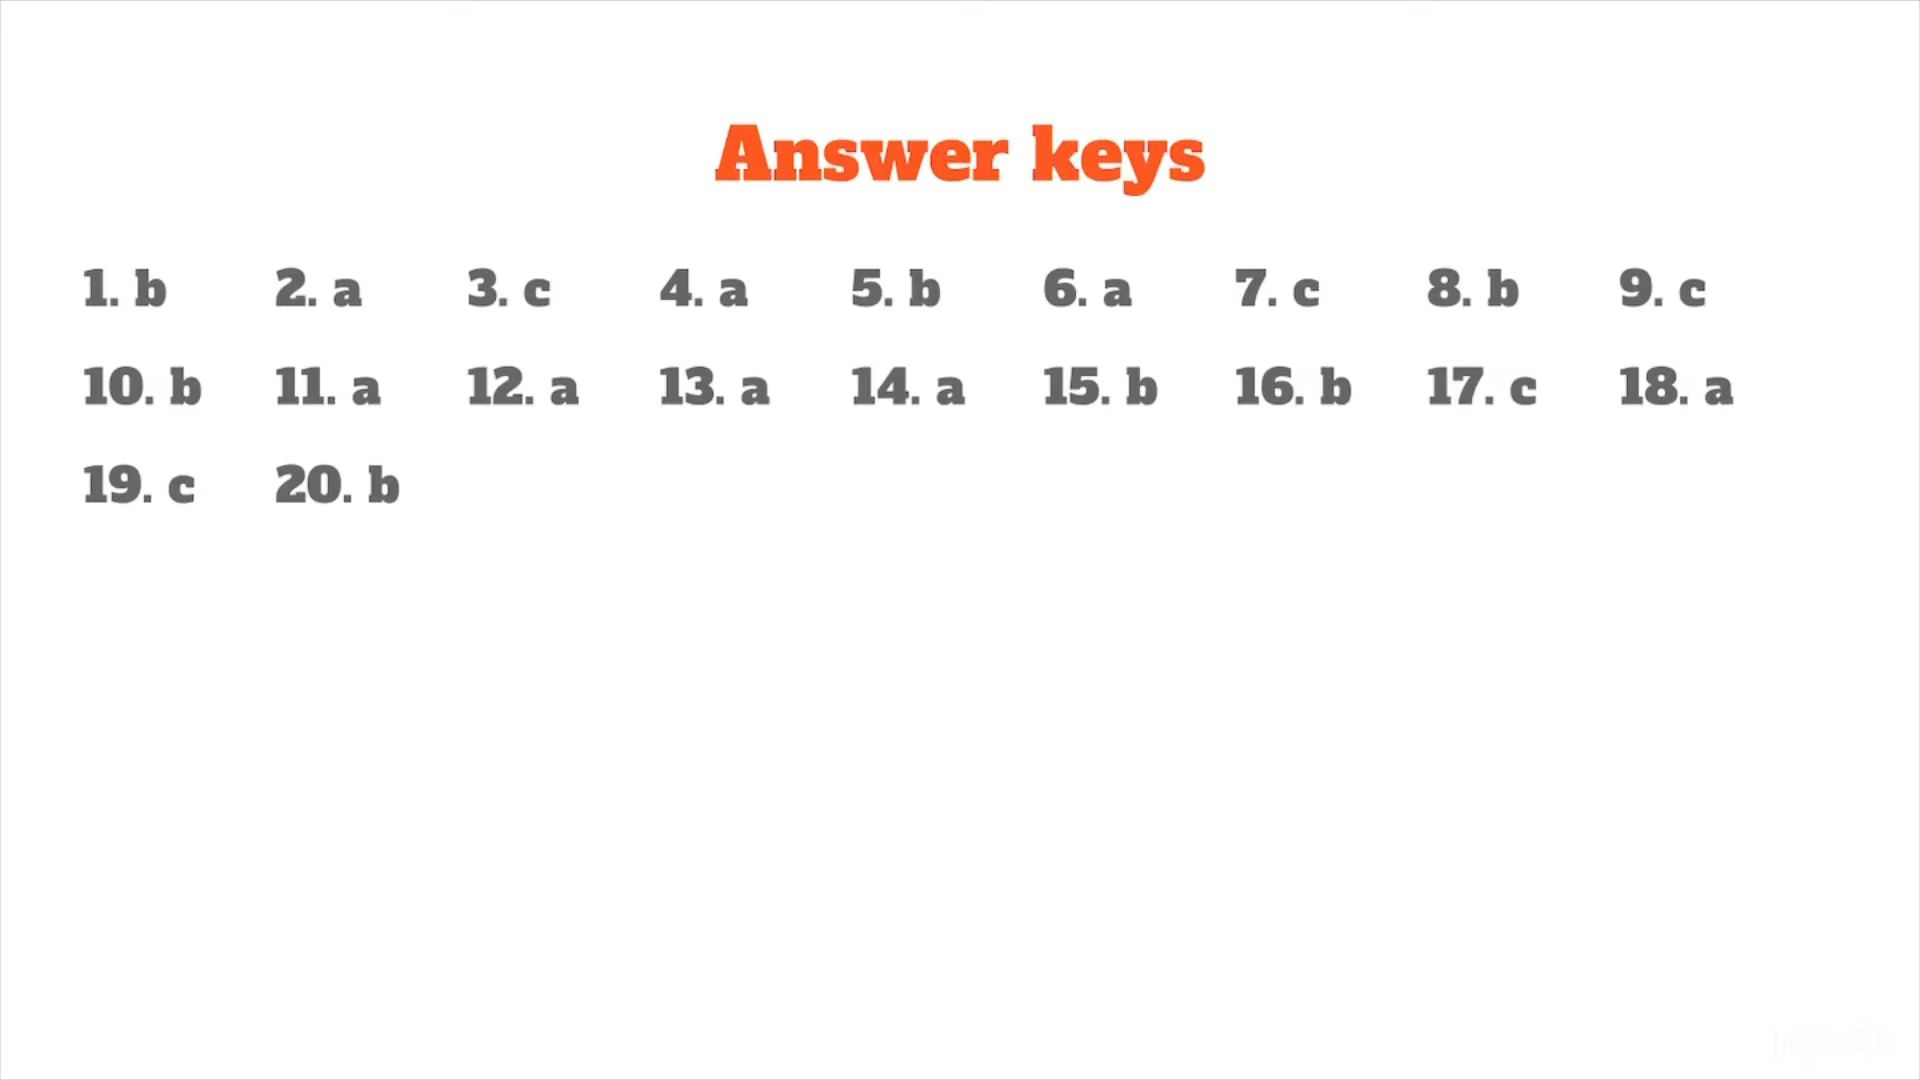 Answer keys
1. b 2. a 3. c 4. a 5. b 6. a 7. c 8. b 9. c
10. b 11. a 12. a 13. a 14. a 15. b 16. b 17. c 18. a
19. c 20. b